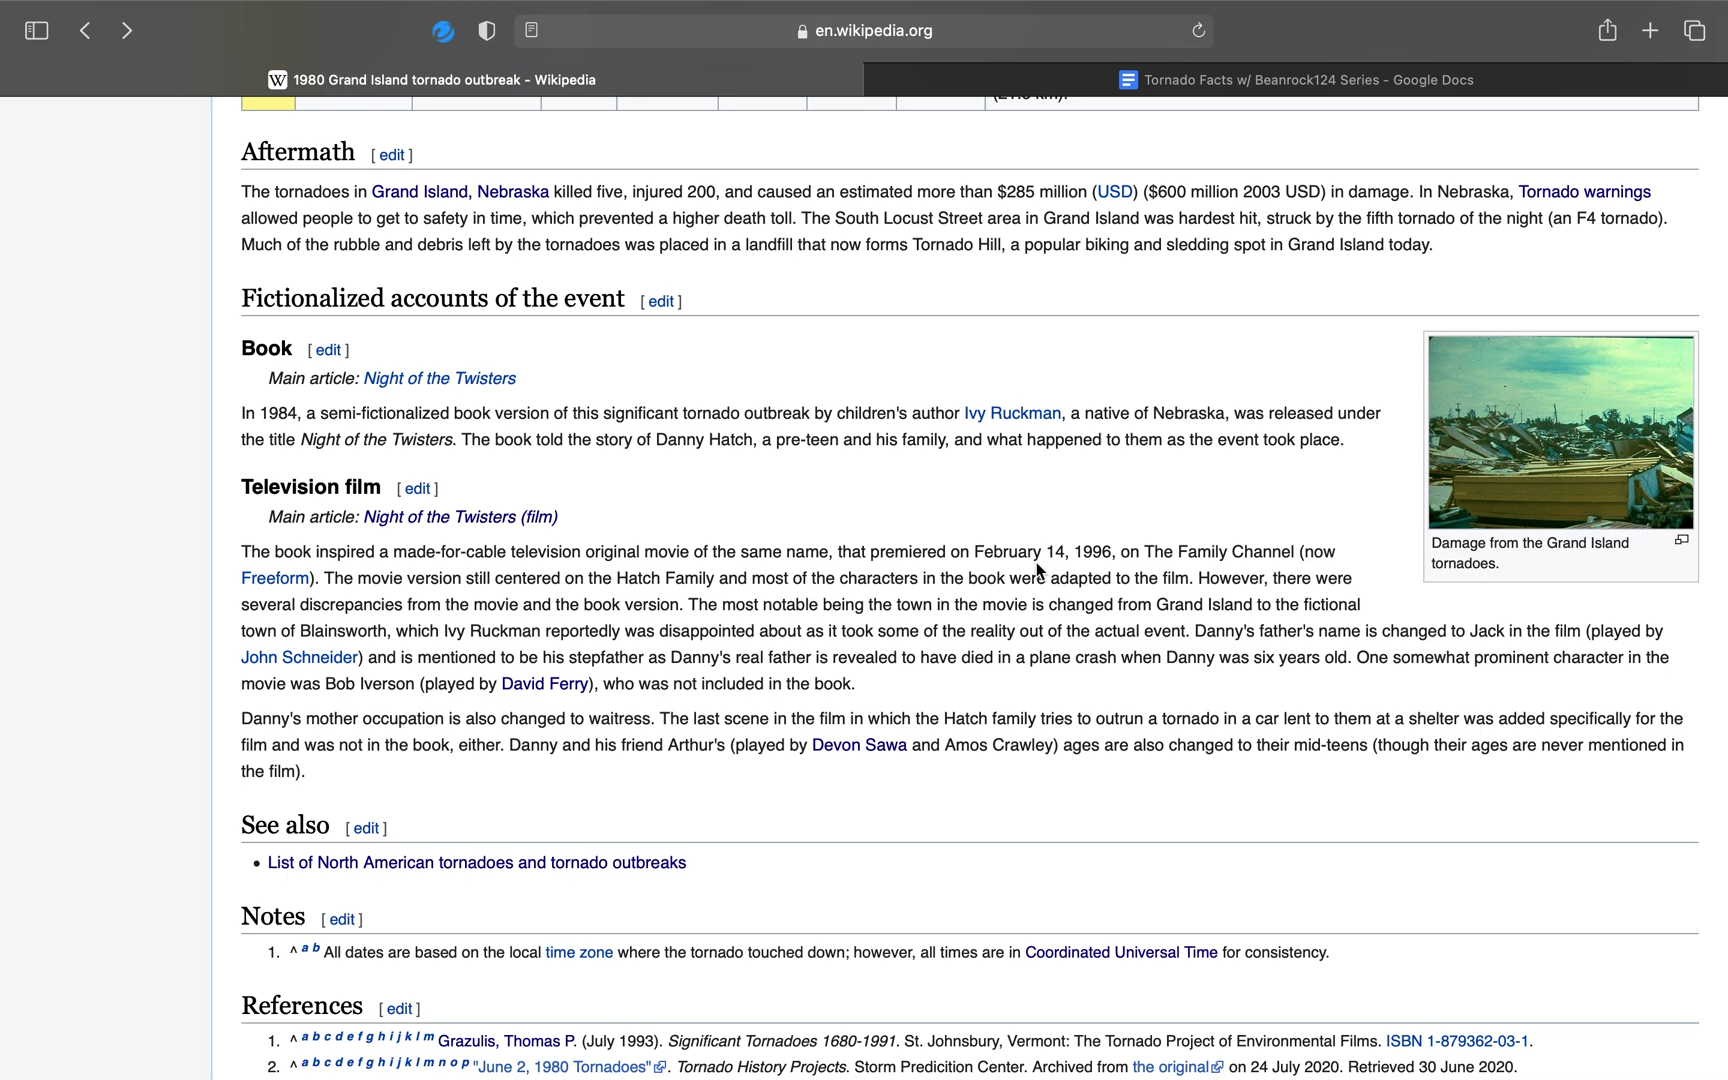 en.wikipedia.org
1980 Grand Island tornado outbreak - Wikipedia
Tornado Facts w/ Beanrock124 Series - Google Docs
Aftermath [ edit ]
The tornadoes in Grand Island, Nebraska killed five, injured 200, and caused an estimated more than $285 million (USD) ($600 million 2003 USD) in damage. In Nebraska, Tornado warnings
allowed people to get to safety in time, which prevented a higher death toll. The South Locust Street area in Grand Island was hardest hit, struck by the fifth tornado of the night (an F4 tornado).
Much of the rubble and debris left by the tornadoes was placed in a landfill that now forms Tornado Hill, a popular biking and sledding spot in Grand Island today.
Fictionalized accounts of the event [ edit ]
Book [ edit ]
Main article: Night of the Twisters
In 1984, a semi-fictionalized book version of this significant tornado outbreak by children's author Ivy Ruckman, a native of Nebraska, was released under
the title Night of the Twisters. The book told the story of Danny Hatch, a pre-teen and his family, and what happened to them as the event took place.
Damage from the Grand Island
tornadoes.
Television film [ edit ]
Main article: Night of the Twisters (film)
The book inspired a made-for-cable television original movie of the same name, that premiered on February 14, 1996, on The Family Channel (now
Freeform). The movie version still centered on the Hatch Family and most of the characters in the book were adapted to the film. However, there were
several discrepancies from the movie and the book version. The most notable being the town in the movie is changed from Grand Island to the fictional
town of Blainsworth, which Ivy Ruckman reportedly was disappointed about as it took some of the reality out of the actual event. Danny's father's name is changed to Jack in the film (played by
John Schneider) and is mentioned to be his stepfather as Danny's real father is revealed to have died in a plane crash when Danny was six years old. One somewhat prominent character in the
movie was Bob Iverson (played by David Ferry), who was not included in the book.
Danny's mother occupation is also changed to waitress. The last scene in the film in which the Hatch family tries to outrun a tornado in a car lent to them at a shelter was added specifically for the
film and was not in the book, either. Danny and his friend Arthur's (played by Devon Sawa and Amos Crawley) ages are also changed to their mid-teens (though their ages are never mentioned in
the film).
See also [ edit ]
• List of North American tornadoes and tornado outbreaks
Notes [ edit ]
1. ^ a b All dates are based on the local time zone where the tornado touched down; however, all times are in Coordinated Universal Time for consistency.
References [ edit ]
1. ^ a b c d e f g h i j k l m Grazulis, Thomas P. (July 1993). Significant Tornadoes 1680-1991. St. Johnsbury, Vermont: The Tornado Project of Environmental Films. ISBN 1-879362-03-1.
2. ^ a b c d e f g h i j k l m n o p "June 2, 1980 Tornadoes". Tornado History Projects. Storm Predicition Center. Archived from the original on 24 July 2020. Retrieved 30 June 2020.